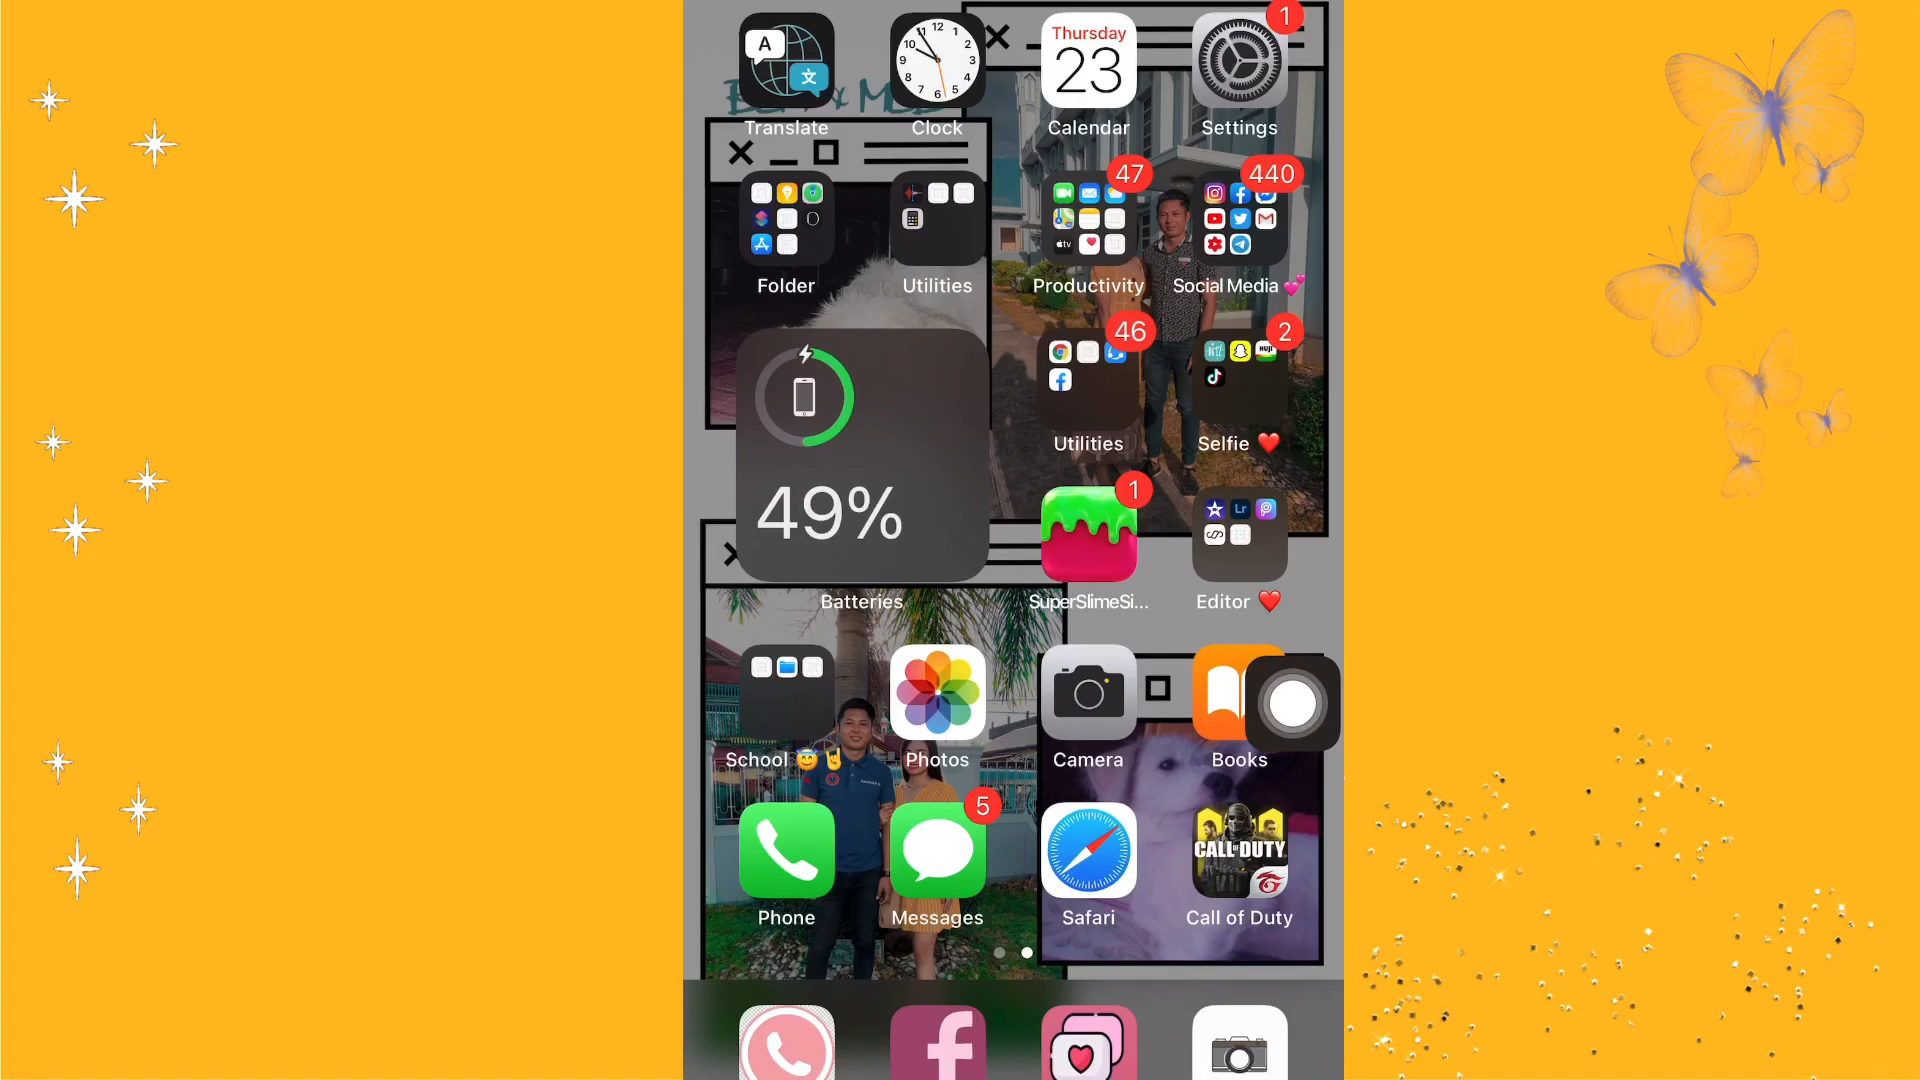 1
Thursday
23
Translate
Clock
Calendar
Settings
47
440
Folder
Utilities
Productivity
Social Media 💕
46
2
Utilities
Selfie ❤️
49%
1
Batteries
SuperSlimeSi...
Editor ❤️
School 😇🤘
Photos
Camera
Books
5
CALL OF DUTY
Phone
Messages
Safari
Call of Duty